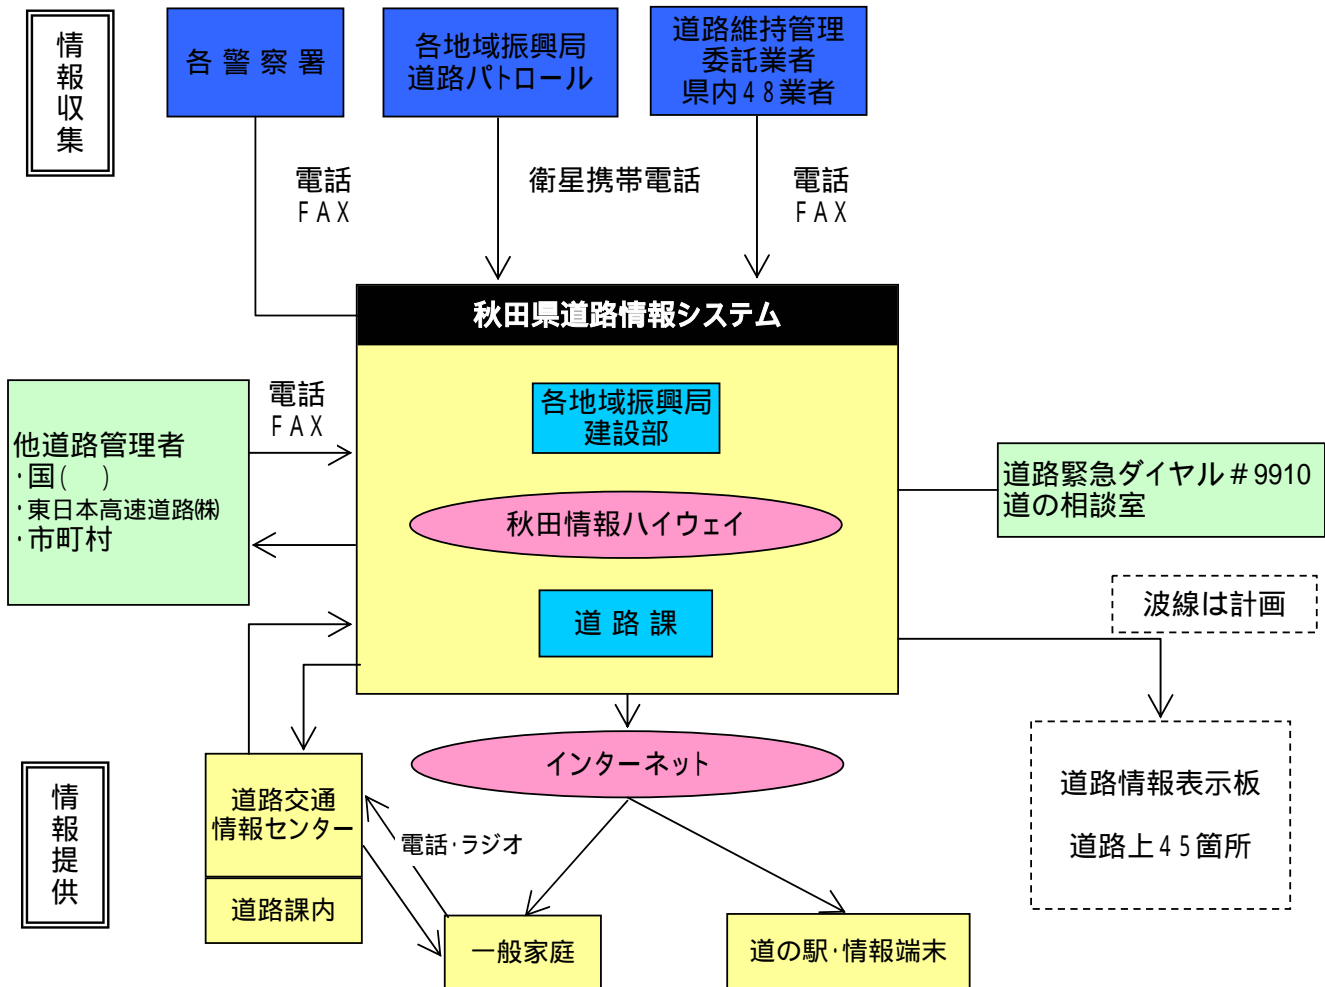 情報収集
各警察署
各地域振興局
道路パトロール
道路維持管理
委託業者
県内48業者
電話
FAX
衛星携帯電話
電話
FAX
秋田県道路情報システム
各地域振興局
建設部
秋田情報ハイウェイ
道路課
電話
FAX
他道路管理者
・国(　)
・東日本高速道路㈱
・市町村
道路緊急ダイヤル＃9910
道の相談室
波線は計画
道路情報表示板
道路上45箇所
インターネット
情報提供
道路交通
情報センター
道路課内
電話・ラジオ
一般家庭
道の駅・情報端末